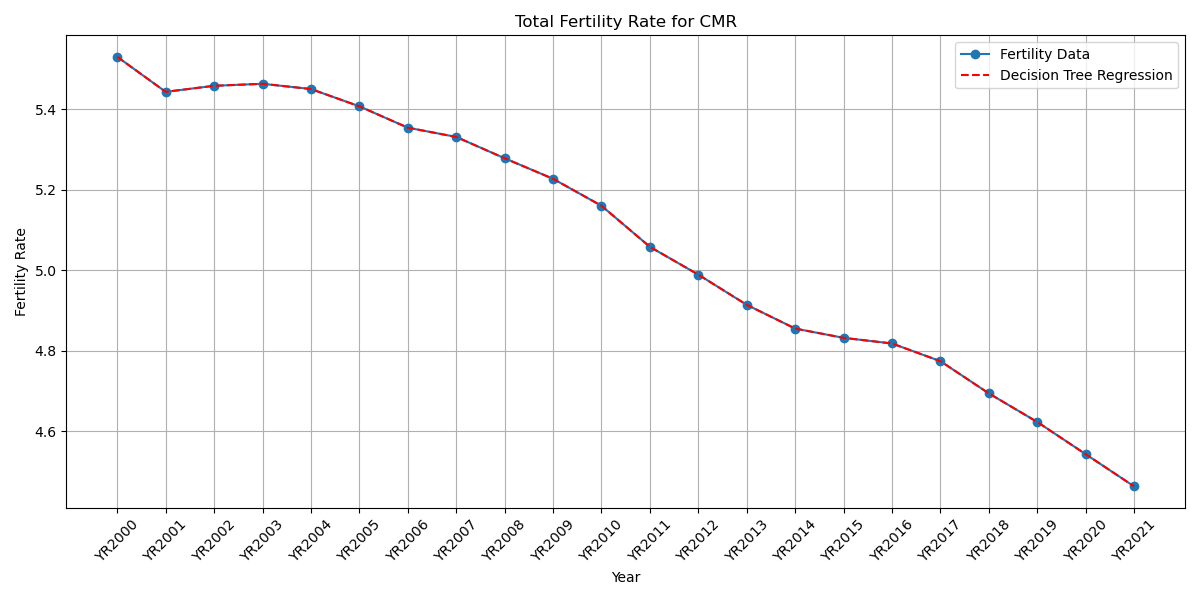 Total Fertility Rate for CMR
Fertility Data
Decision Tree Regression
Fertility Rate
5.4
5.2
5.0
4.8
4.6
YR2000
YR2001
YR2002
YR2003
YR2004
YR2005
YR2006
YR2007
YR2008
YR2009
YR2010
YR2011
YR2012
YR2013
YR2014
YR2015
YR2016
YR2017
YR2018
YR2019
YR2020
YR2021
Year